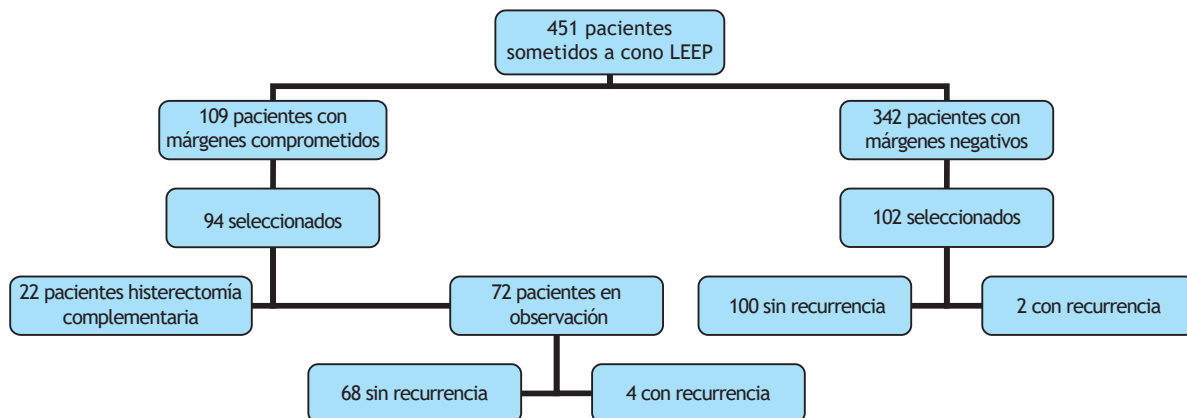 451 pacientes
sometidos a cono LEEP
109 pacientes con
márgenes comprometidos
342 pacientes con
márgenes negativos
94 seleccionados
102 seleccionados
22 pacientes histerectomía
complementaria
72 pacientes en
observación
100 sin recurrencia
2 con recurrencia
68 sin recurrencia
4 con recurrencia